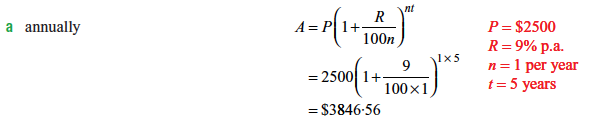 a annually
A = P(1 + R/100n)^nt
= 2500(1 + 9/100×1)^1×5
= $3846·56
P = $2500
R = 9% p.a.
n = 1 per year
t = 5 years